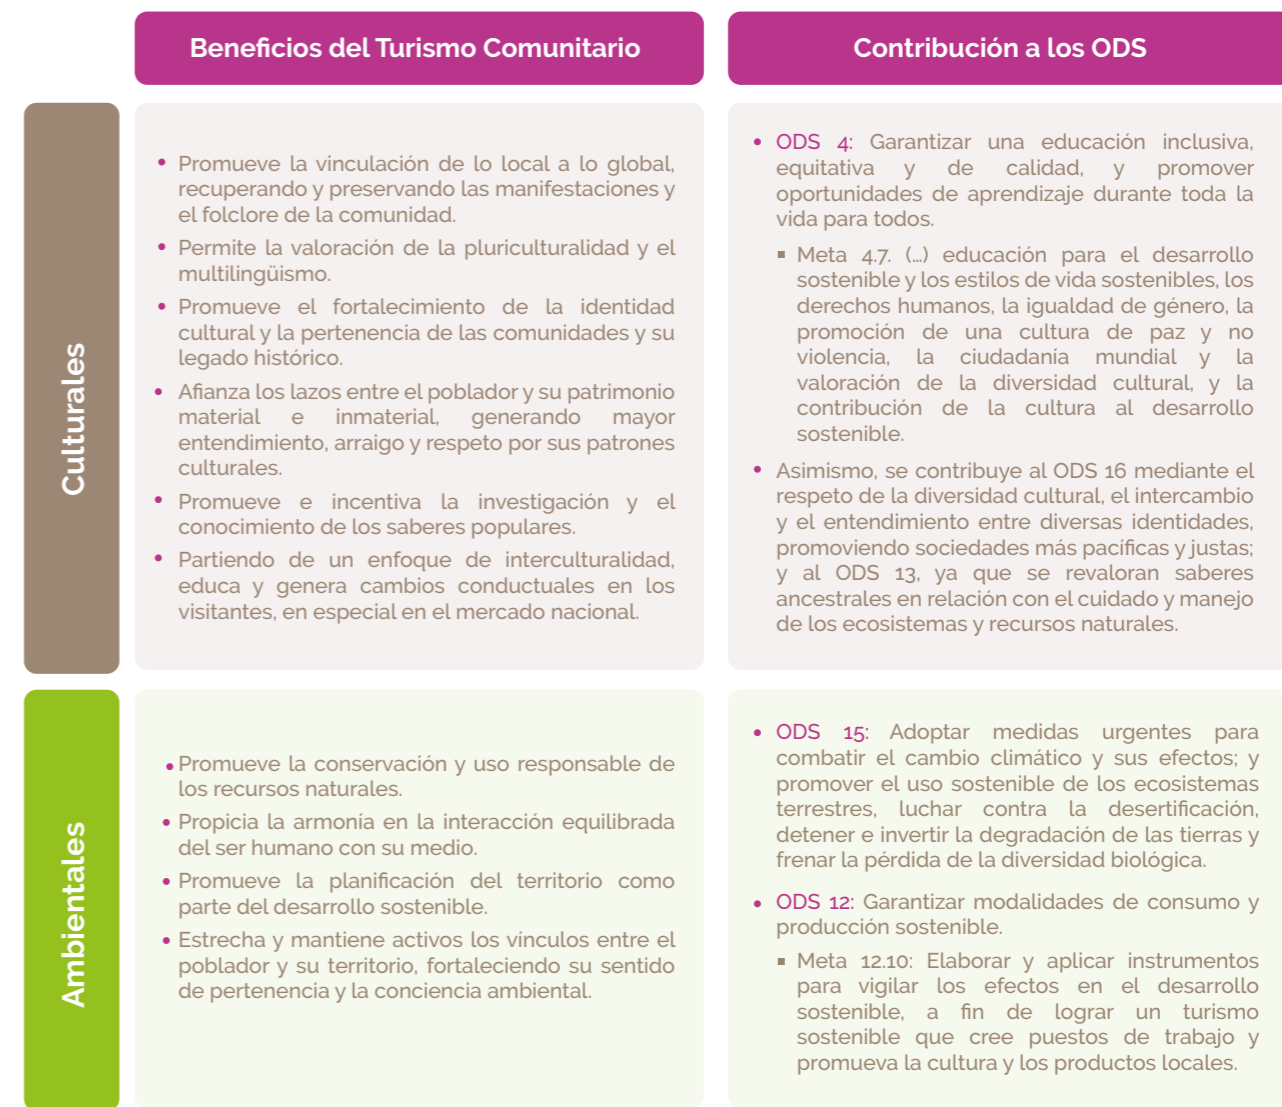 Beneficios del Turismo Comunitario
Contribución a los ODS
Culturales
• Promueve la vinculación de lo local a lo global,
recuperando y preservando las manifestaciones y
el folclore de la comunidad.
• Permite la valoración de la pluriculturalidad y el
multilingüismo.
• Promueve el fortalecimiento de la identidad
cultural y la pertenencia de las comunidades y su
legado histórico.
• Afianza los lazos entre el poblador y su patrimonio
material e inmaterial, generando mayor
entendimiento, arraigo y respeto por sus patrones
culturales.
• Promueve e incentiva la investigación y el
conocimiento de los saberes populares.
• Partiendo de un enfoque de interculturalidad,
educa y genera cambios conductuales en los
visitantes, en especial en el mercado nacional.
• ODS 4: Garantizar una educación inclusiva,
equitativa y de calidad, y promover
oportunidades de aprendizaje durante toda la
vida para todos.
▪ Meta 4.7. (...) educación para el desarrollo
sostenible y los estilos de vida sostenibles, los
derechos humanos, la igualdad de género, la
promoción de una cultura de paz y no
violencia, la ciudadanía mundial y la
valoración de la diversidad cultural, y la
contribución de la cultura al desarrollo
sostenible.
• Asimismo, se contribuye al ODS 16 mediante el
respeto de la diversidad cultural, el intercambio
y el entendimiento entre diversas identidades,
promoviendo sociedades más pacíficas y justas;
y al ODS 13, ya que se revaloran saberes
ancestrales en relación con el cuidado y manejo
de los ecosistemas y recursos naturales.
Ambientales
• Promueve la conservación y uso responsable de
los recursos naturales.
• Propicia la armonía en la interacción equilibrada
del ser humano con su medio.
• Promueve la planificación del territorio como
parte del desarrollo sostenible.
• Estrecha y mantiene activos los vínculos entre el
poblador y su territorio, fortaleciendo su sentido
de pertenencia y la conciencia ambiental.
• ODS 15: Adoptar medidas urgentes para
combatir el cambio climático y sus efectos; y
promover el uso sostenible de los ecosistemas
terrestres, luchar contra la desertificación,
detener e invertir la degradación de las tierras y
frenar la pérdida de la diversidad biológica.
• ODS 12: Garantizar modalidades de consumo y
producción sostenible.
▪ Meta 12.10: Elaborar y aplicar instrumentos
para vigilar los efectos en el desarrollo
sostenible, a fin de lograr un turismo
sostenible que cree puestos de trabajo y
promueva la cultura y los productos locales.